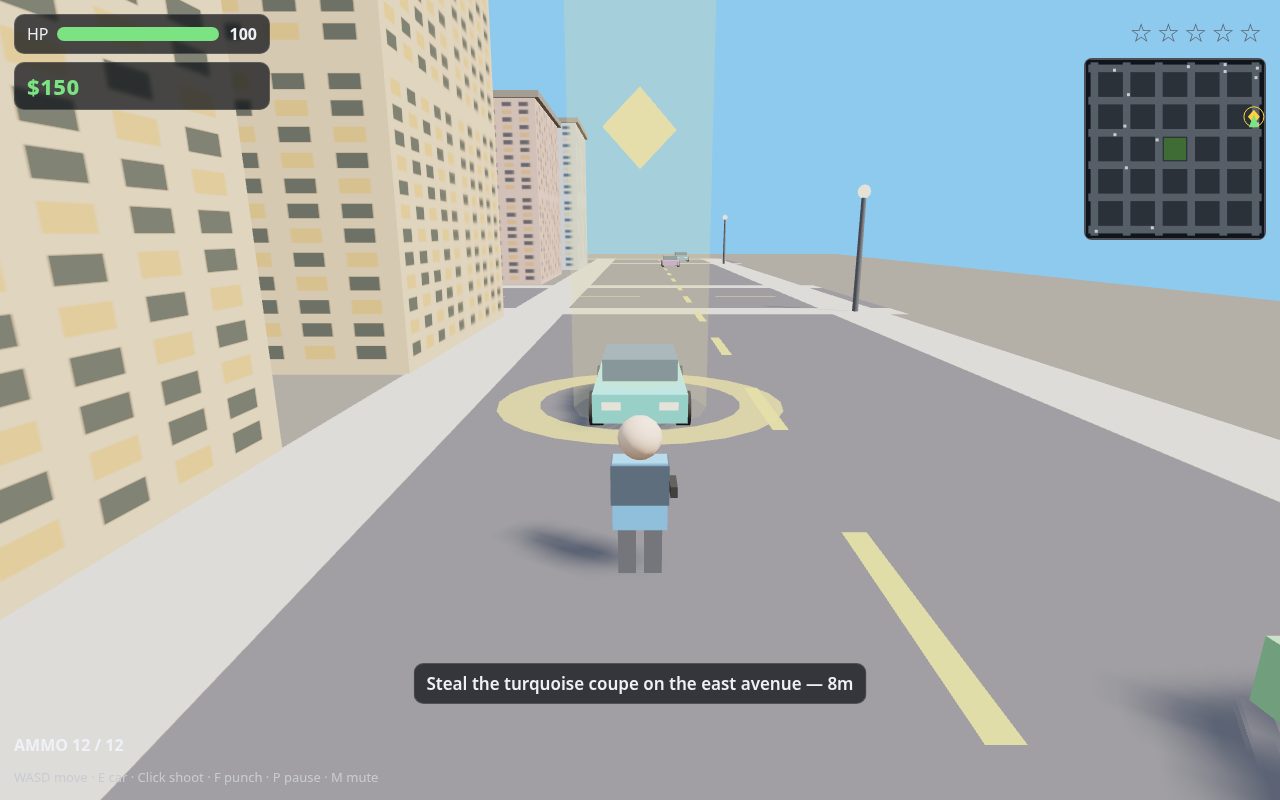 HP 100
$150
Steal the turquoise coupe on the east avenue — 8m
AMMO 12 / 12
WASD move · E car · Click shoot · F punch · P pause · M mute